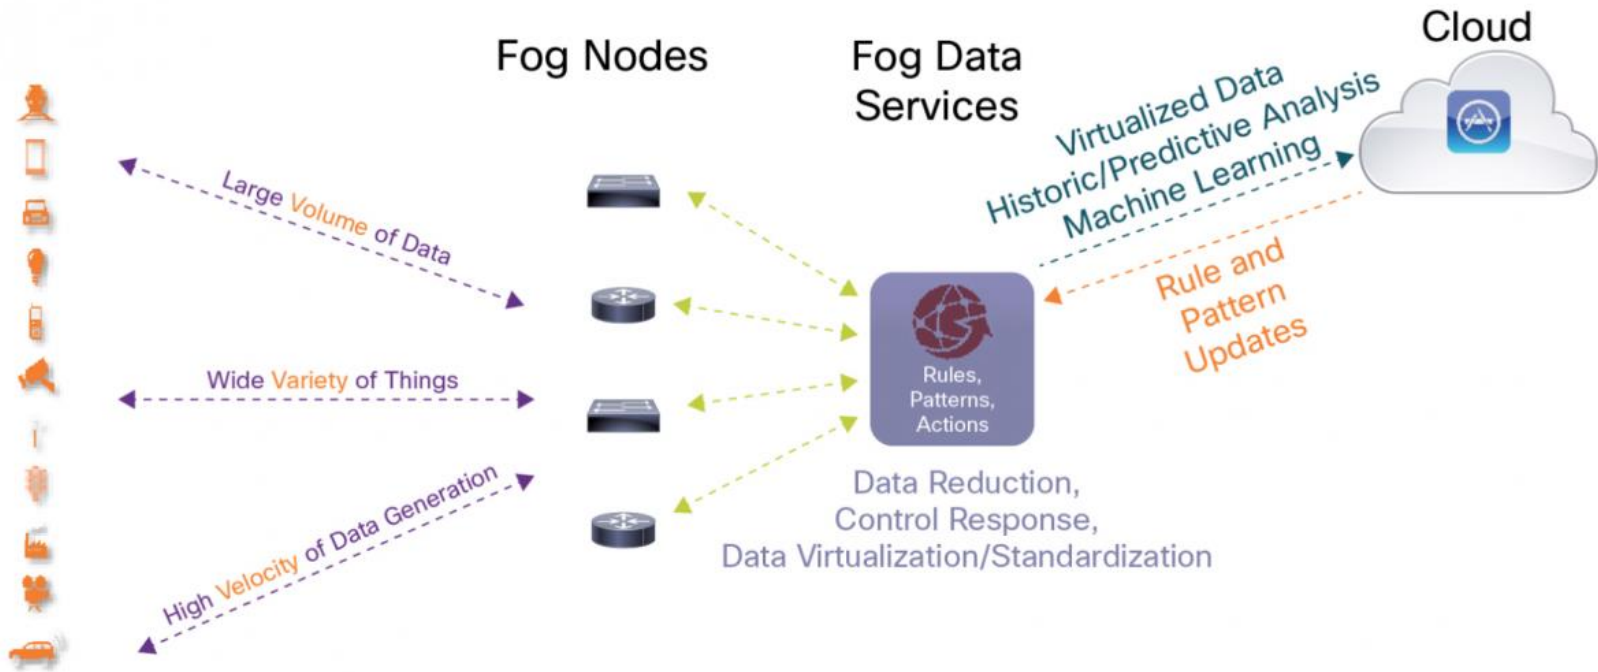 Fog Nodes
Fog Data
Services
Cloud
Large Volume of Data
Wide Variety of Things
High Velocity of Data Generation
Virtualized Data
Historic/Predictive Analysis
Machine Learning
Rule and
Pattern
Updates
Rules,
Patterns,
Actions
Data Reduction,
Control Response,
Data Virtualization/Standardization